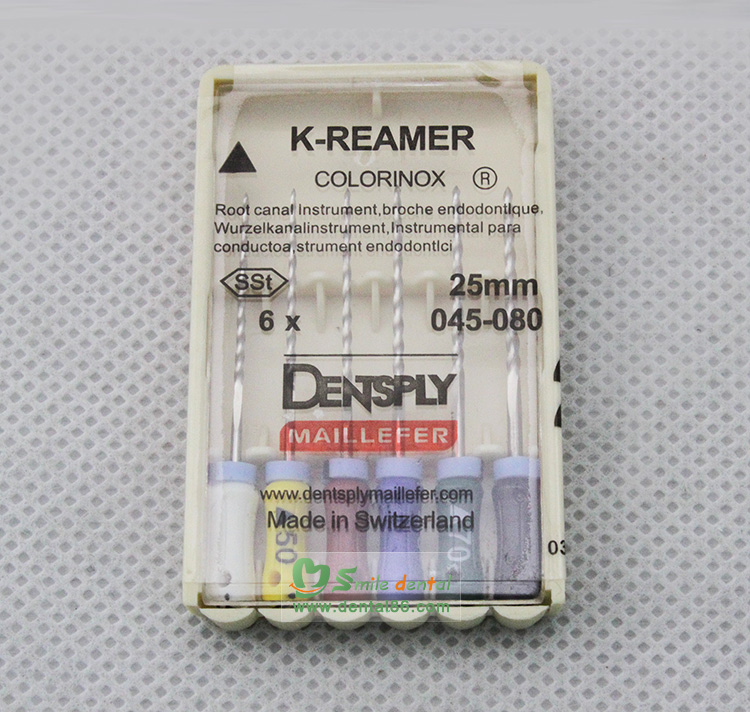 K-REAMER
COLORINOX ®
Root canal Instrument,broche endodontique,
Wurzelkanalinstrument,Instrumental para
conductoa,strument endodontlci
SSt
25mm
6 x
045-080
DENTSPLY
MAILLEFER
www.dentsplymaillefer.com
Made in Switzerland
50
70
03
Smile dental
www.dental88.com